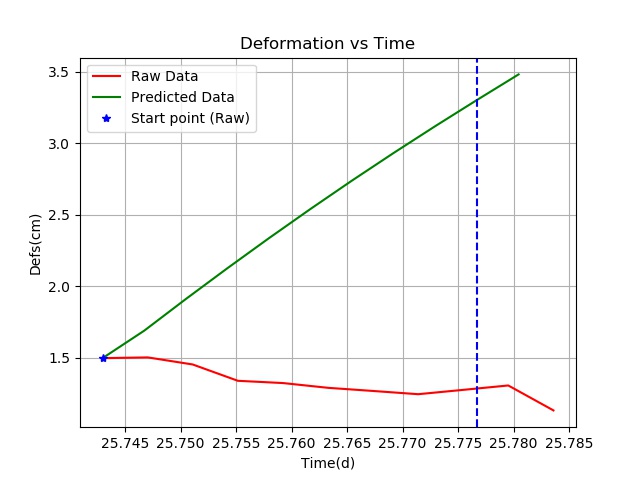 Deformation vs Time
Raw Data
Predicted Data
Start point (Raw)
3.5
3.0
2.5
2.0
1.5
Defs(cm)
25.745 25.750 25.755 25.760 25.765 25.770 25.775 25.780 25.785
Time(d)